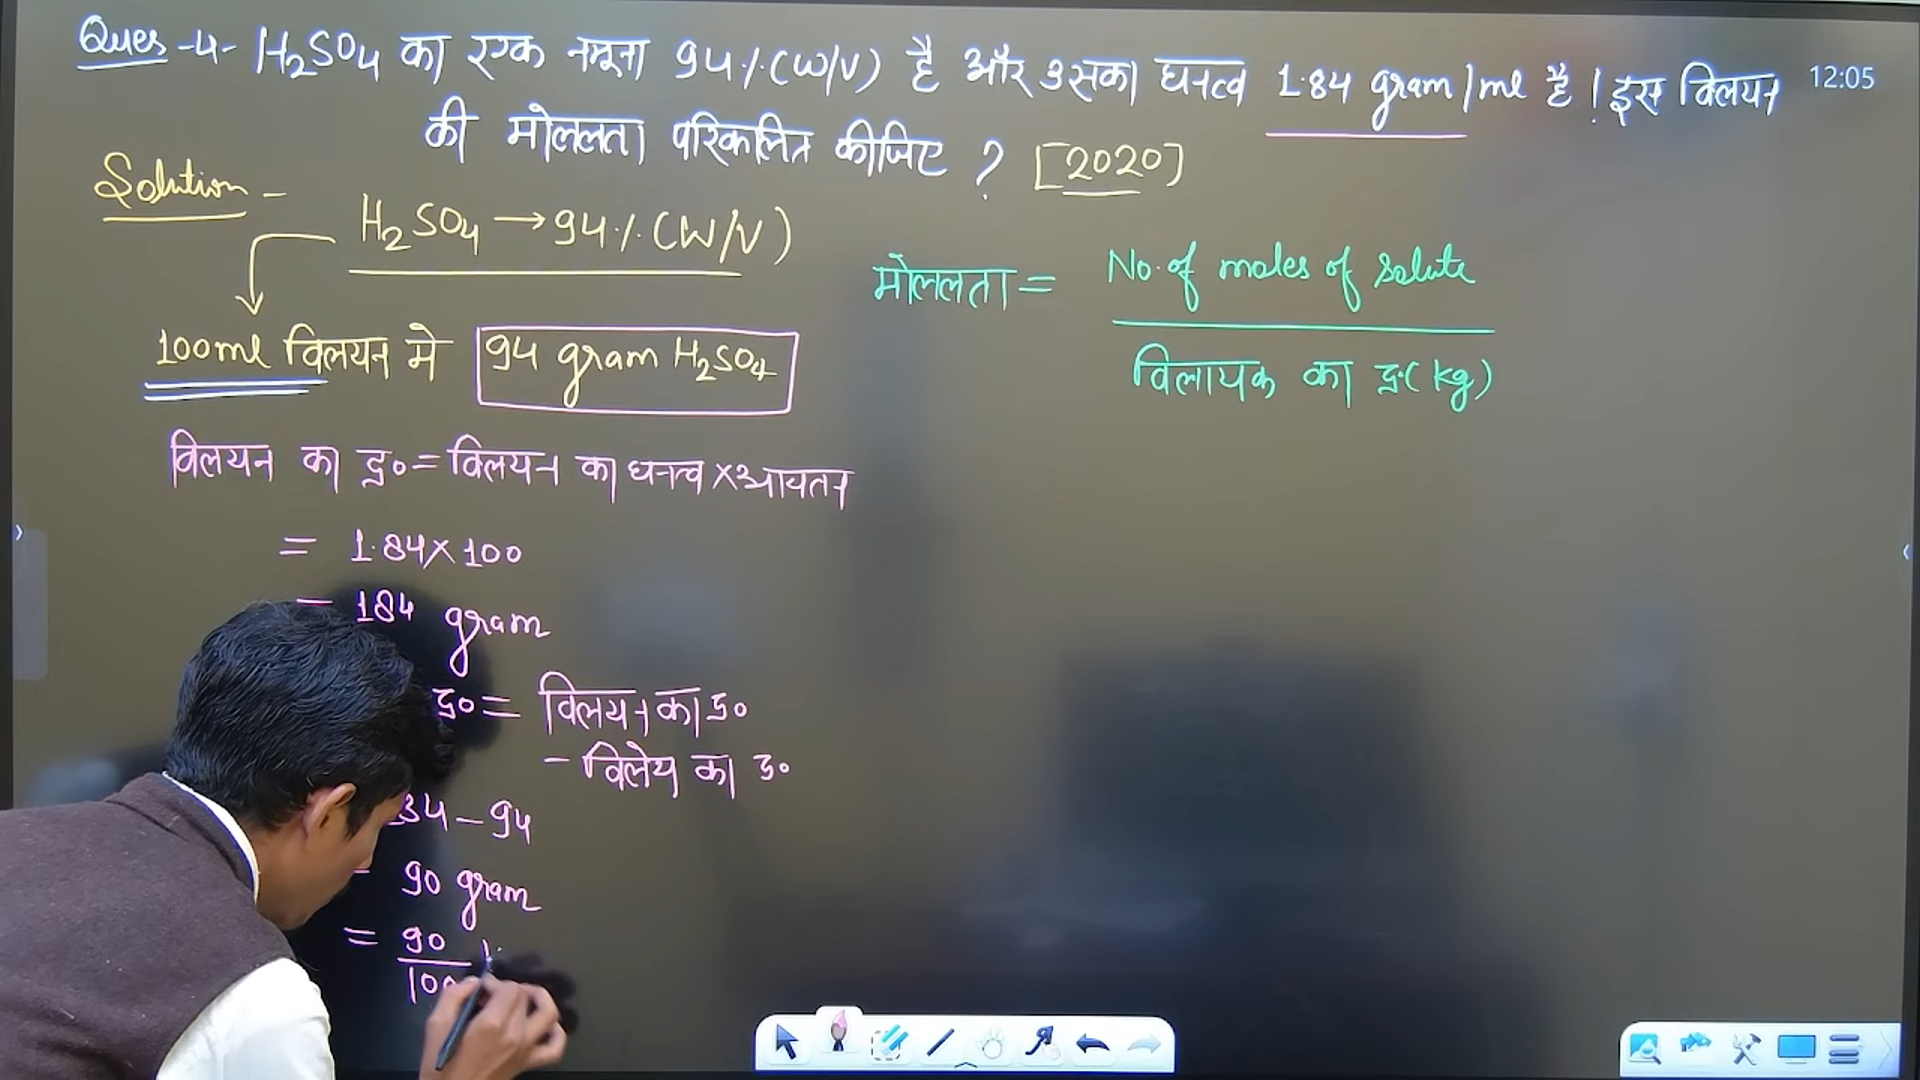 Ques -4- H₂SO₄ का एक नमूना 94%(W/V) है और उसका घनत्व 1.84 gram/ml है । इस विलयन
12:05
की मोललता परिकलित कीजिए ? [2020]
Solution -
H₂SO₄ → 94% (W/V)
100ml विलयन मे 94 gram H₂SO₄
विलयन का द्र० = विलयन का घनत्व × आयतन
= 1.84×100
= 184 gram
द्र० = विलयन का द्र०
- विलेय का द्र०
84 - 94
90 gram
= 90
मोललता = No. of moles of solute
विलायक का द्र.(kg)